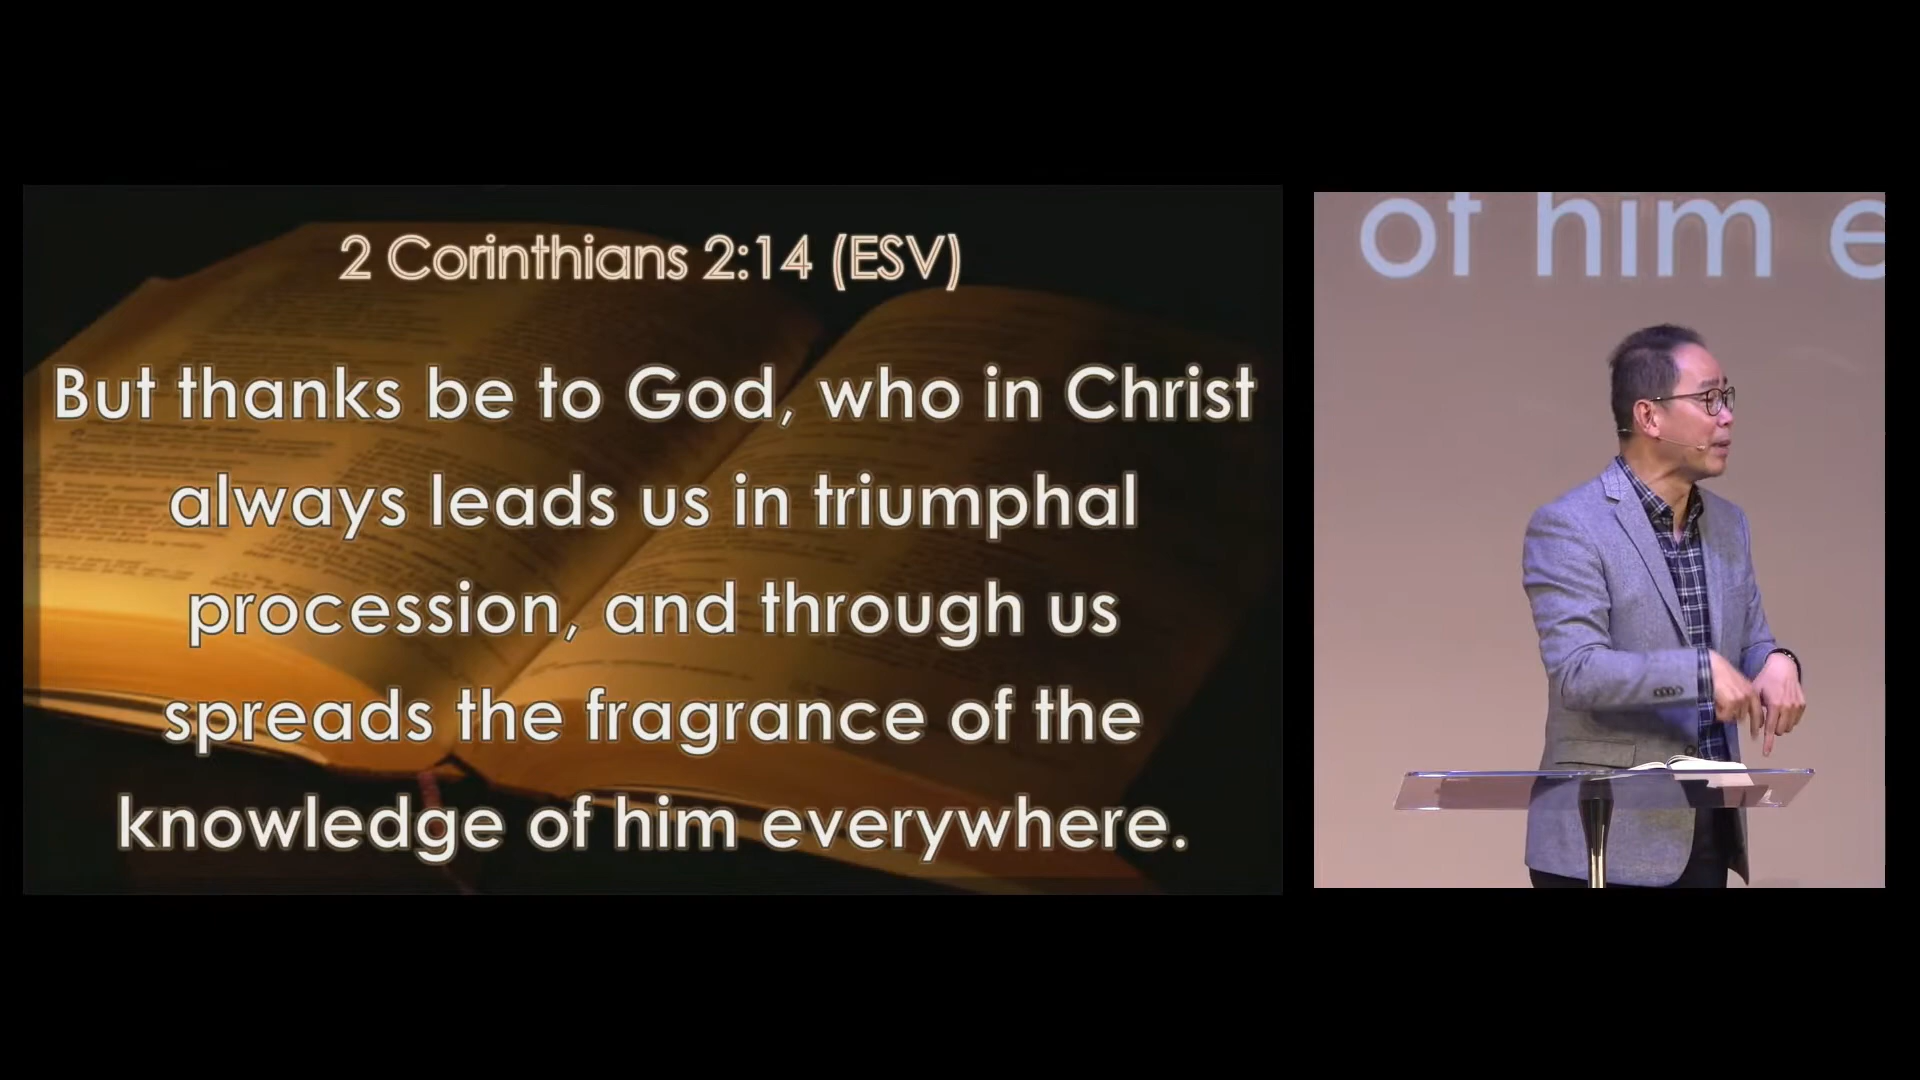 2 Corinthians 2:14 (ESV)
But thanks be to God, who in Christ
always leads us in triumphal
procession, and through us
spreads the fragrance of the
knowledge of him everywhere.
of him e